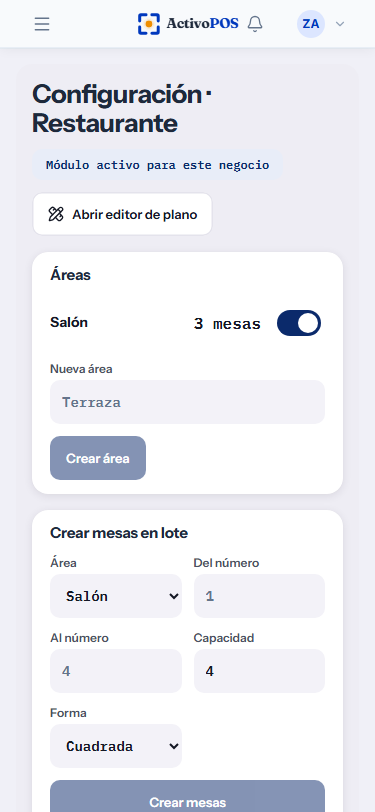 ActivoPOS
ZA
Configuración ·
Restaurante
Módulo activo para este negocio
Abrir editor de plano
Áreas
Salón 3 mesas
Nueva área
Terraza
Crear área
Crear mesas en lote
Área Del número
Salón 1
Al número Capacidad
4 4
Forma
Cuadrada
Crear mesas